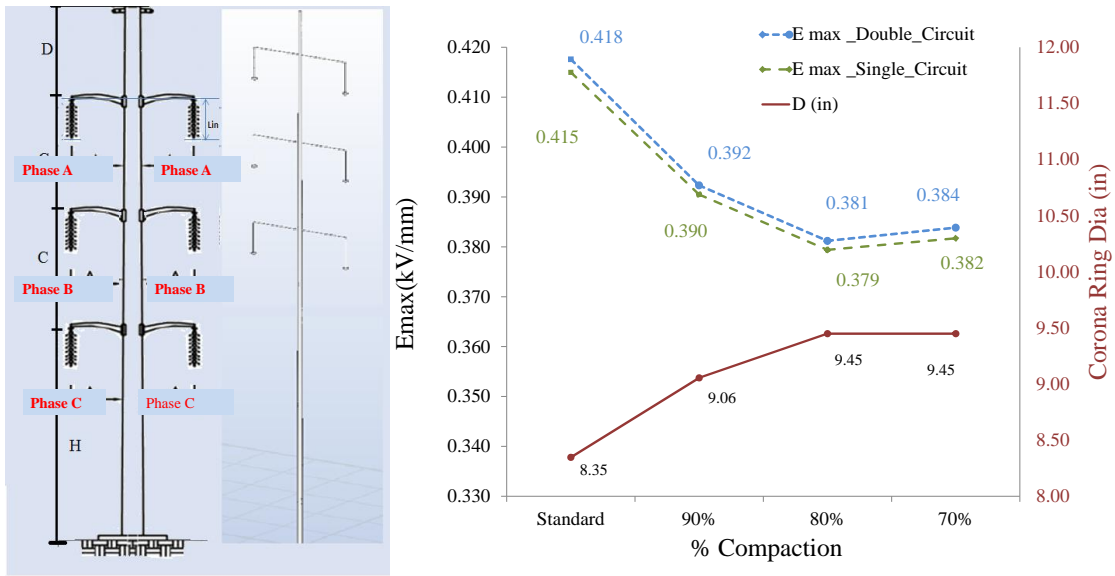 D
Lin
Phase A
Phase A
C
Phase B
Phase B
Phase C
Phase C
H
0.420
0.410
0.400
0.390
0.380
0.370
0.360
0.350
0.340
0.330
Emax(kV/mm)
0.418
0.415
0.392
0.390
0.381
0.379
0.384
0.382
E max _Double_Circuit
E max _Single_Circuit
D (in)
8.35
9.06
9.45
9.45
12.00
11.50
11.00
10.50
10.00
9.50
9.00
8.50
8.00
Corona Ring Dia (in)
Standard
90%
80%
70%
% Compaction